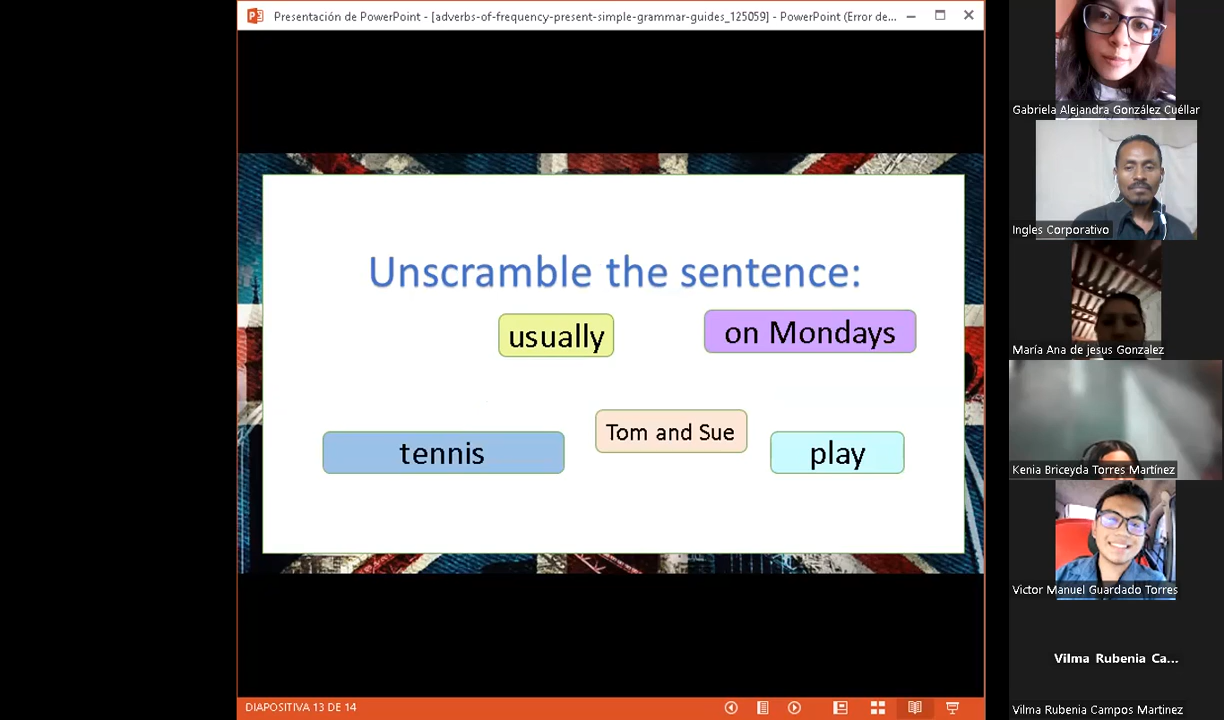 Presentación de PowerPoint - [adverbs-of-frequency-present-simple-grammar-guides_125059] - PowerPoint (Error de...
Unscramble the sentence:
usually
on Mondays
tennis
Tom and Sue
play
DIAPOSITIVA 13 DE 14
Gabriela Alejandra González Cuéllar
Ingles Corporativo
María Ana de jesus Gonzalez
Kenia Briceyda Torres Martínez
Victor Manuel Guardado Torres
Vilma Rubenia Ca...
Vilma Rubenia Campos Martinez